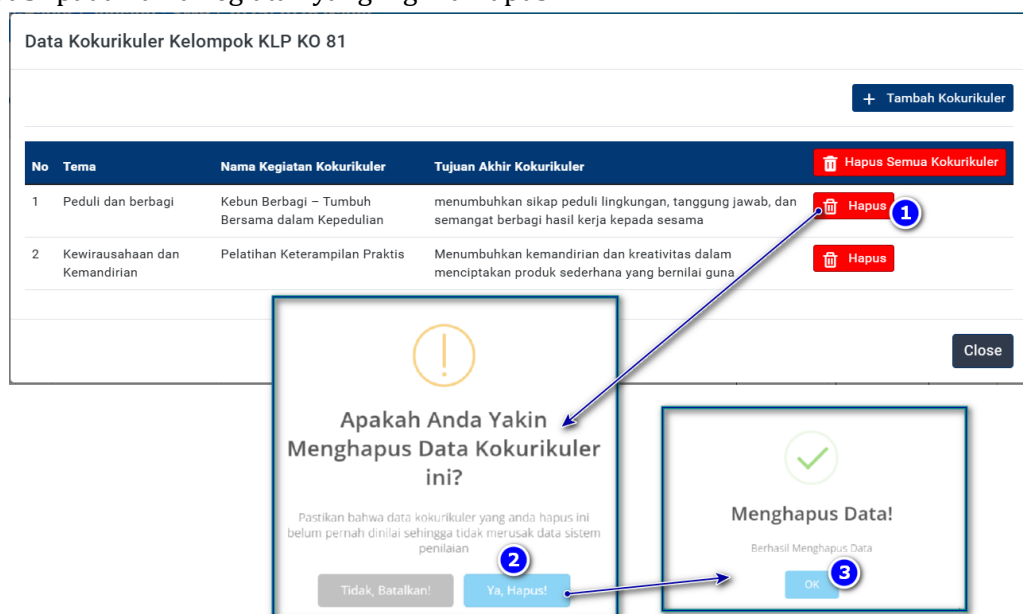 Data Kokurikuler Kelompok KLP KO 81
+ Tambah Kokurikuler
No Tema Nama Kegiatan Kokurikuler Tujuan Akhir Kokurikuler Hapus Semua Kokurikuler
1 Peduli dan berbagi Kebun Berbagi – Tumbuh menumbuhkan sikap peduli lingkungan, tanggung jawab, dan Hapus 1
Bersama dalam Kepedulian semangat berbagi hasil kerja kepada sesama
2 Kewirausahaan dan Pelatihan Keterampilan Praktis Menumbuhkan kemandirian dan kreativitas dalam Hapus
Kemandirian menciptakan produk sederhana yang bernilai guna
Close
Apakah Anda Yakin
Menghapus Data Kokurikuler
ini?
Pastikan bahwa data kokurikuler yang anda hapus ini
belum pernah dinilai sehingga tidak merusak data sistem
penilaian
2
Tidak, Batalkan! Ya, Hapus!
Menghapus Data!
Berhasil Menghapus Data
OK 3